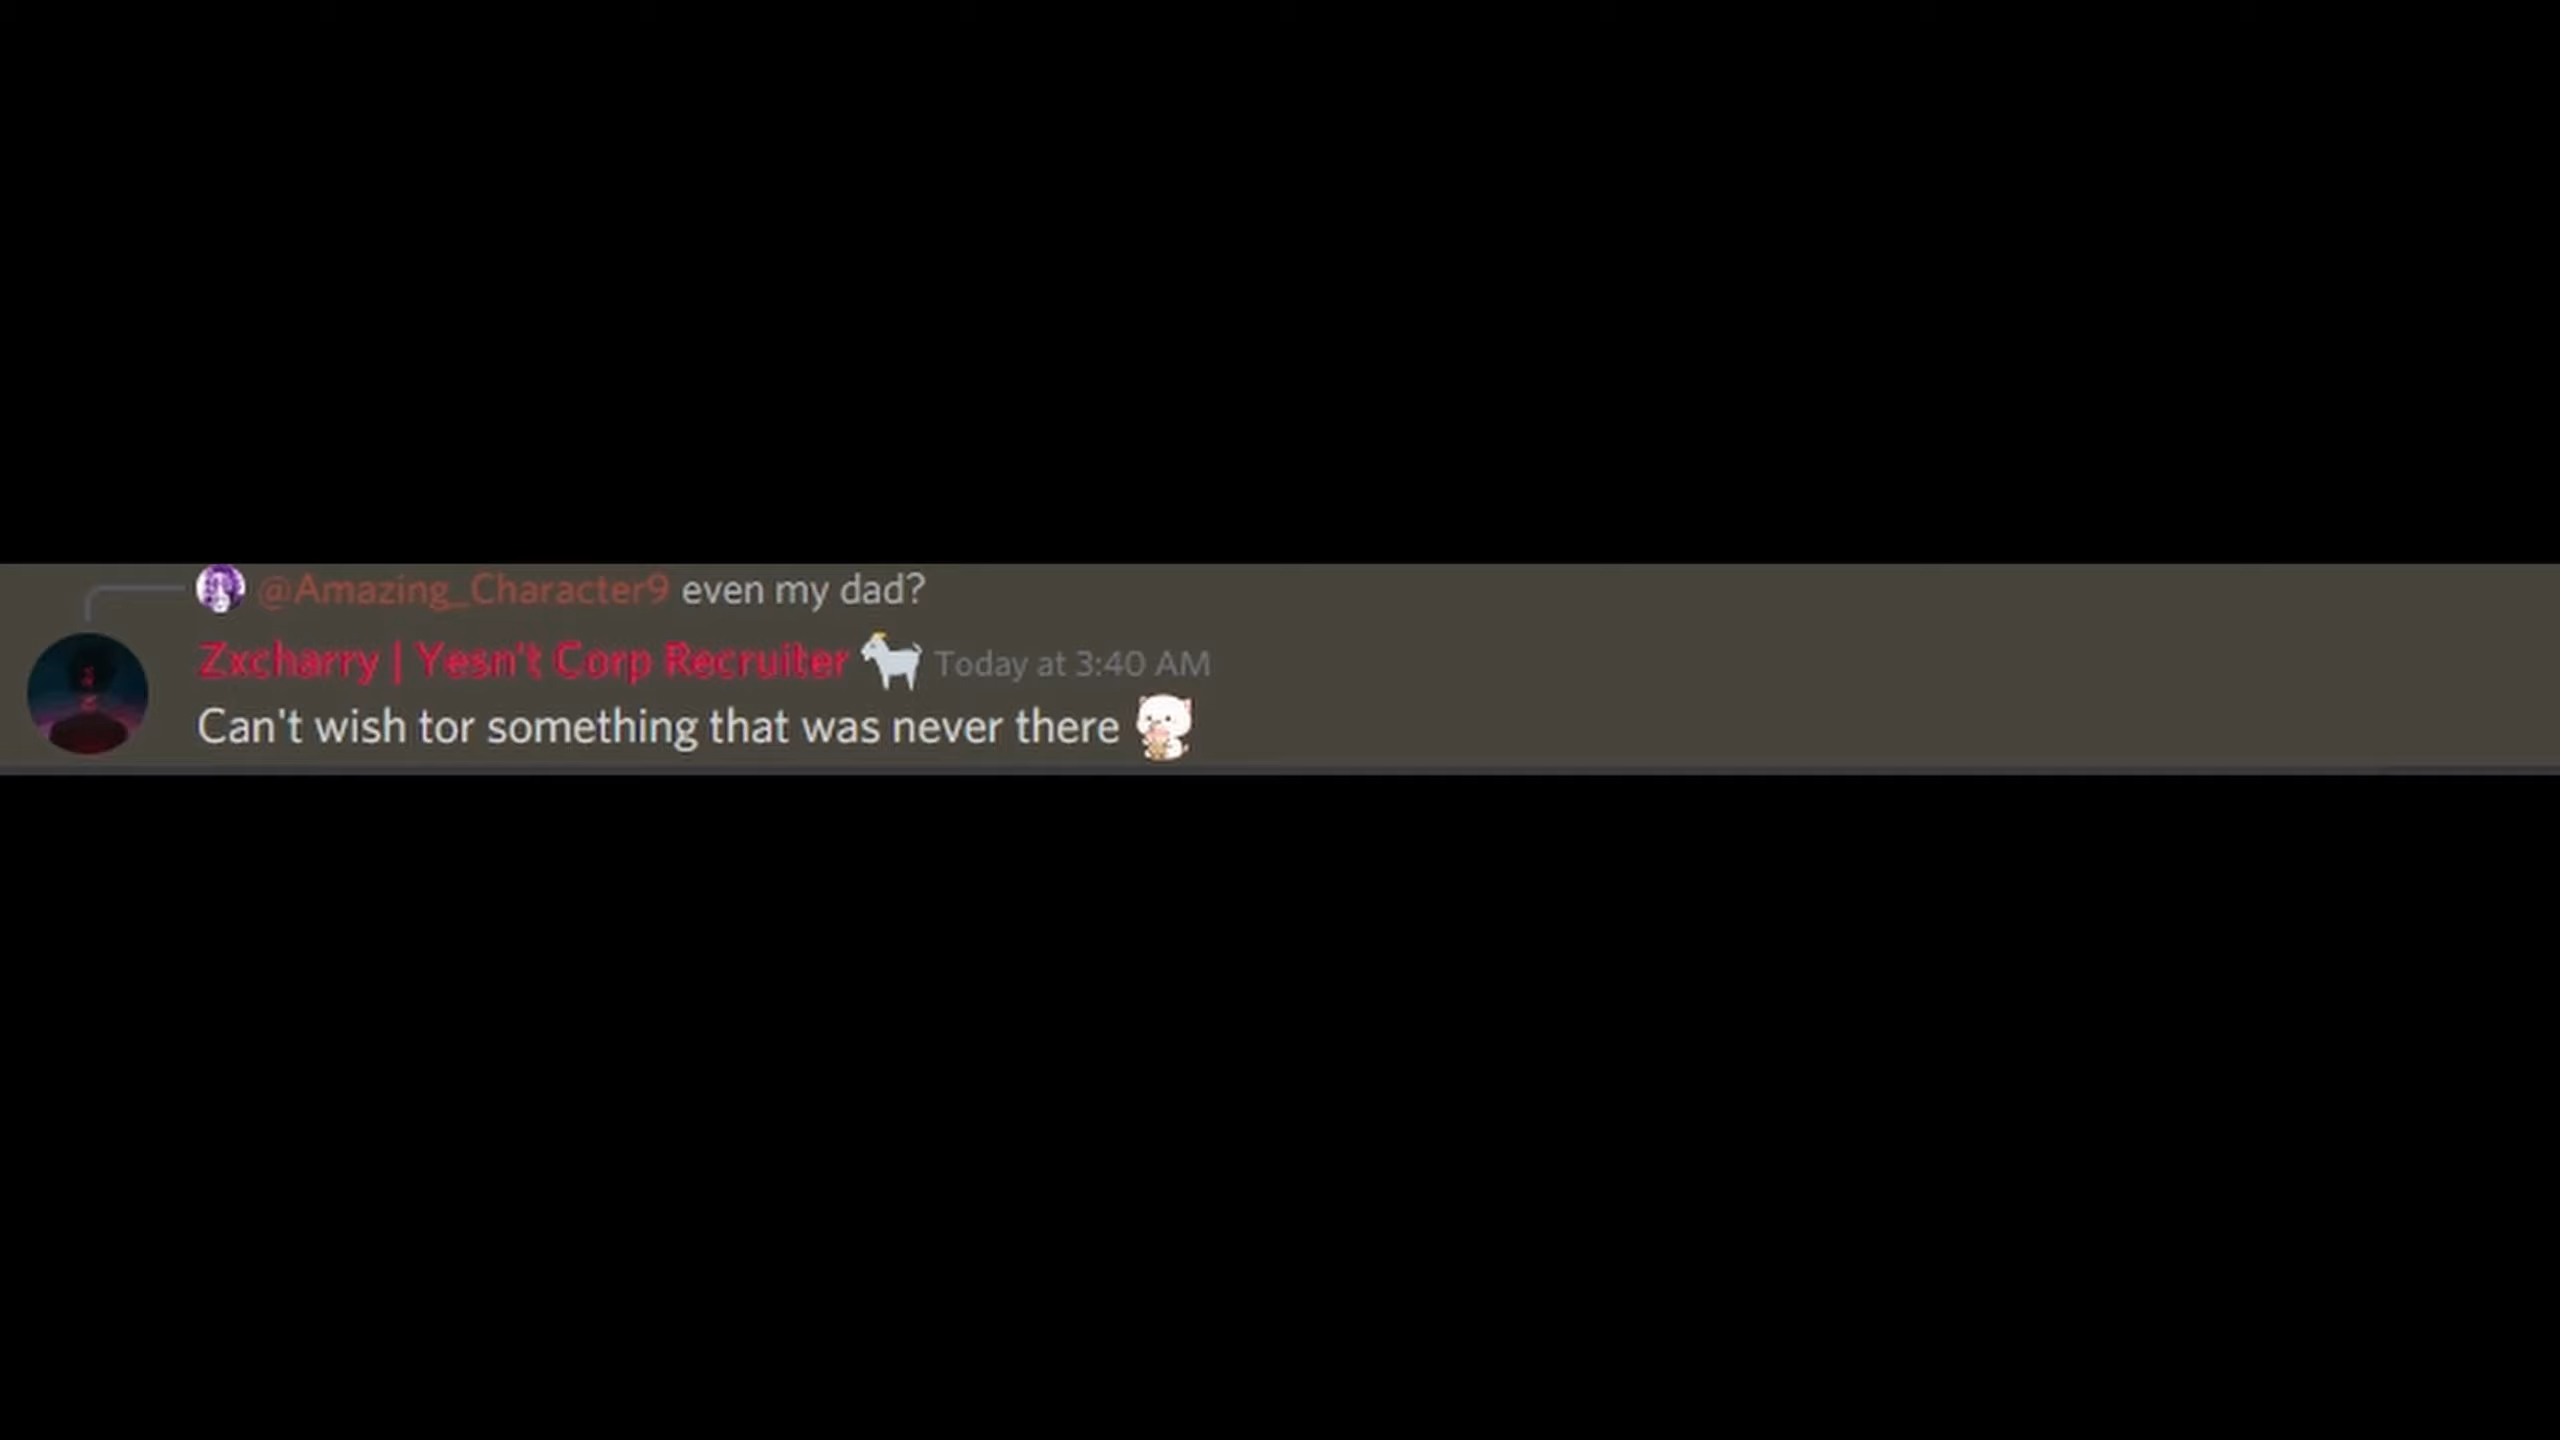 @Amazing_Character9 even my dad?
Zxcharry | Yesn't Corp Recruiter Today at 3:40 AM
Can't wish tor something that was never there